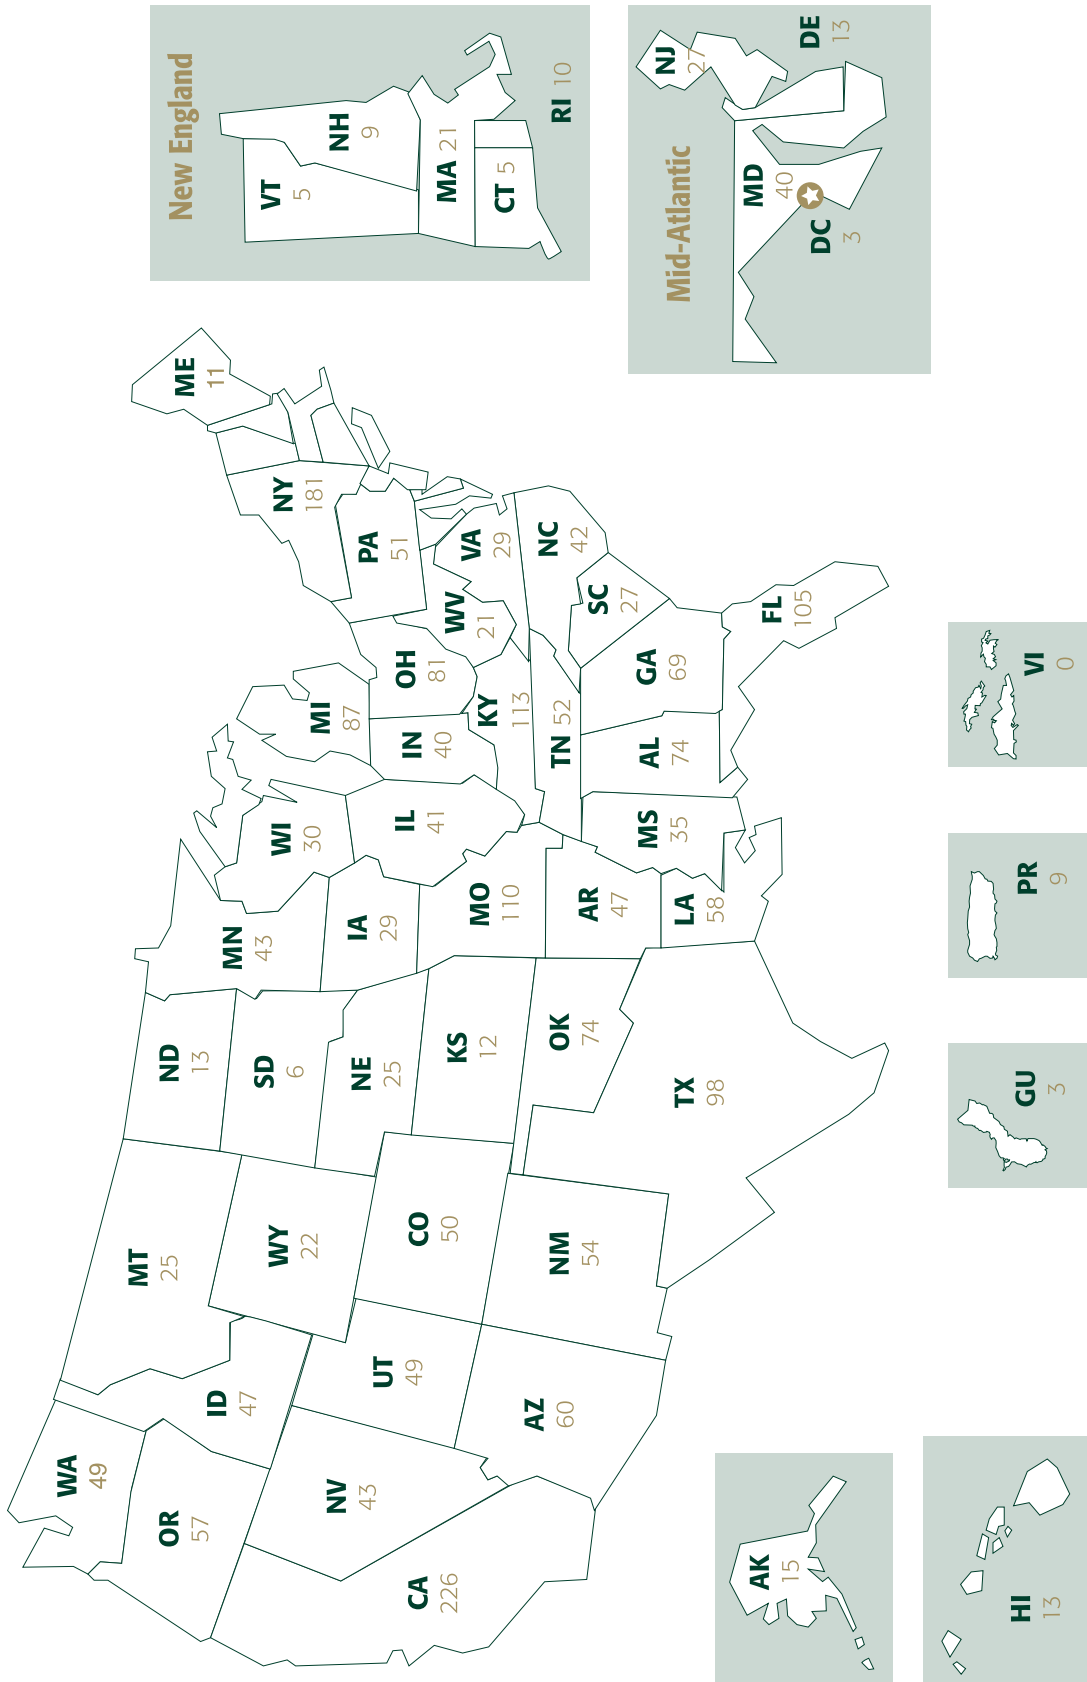 WA
49
OR
57
CA
226
ID
47
NV
43
MT
25
WY
22
UT
49
AZ
60
CO
50
NM
54
ND
13
SD
6
NE
25
KS
12
OK
74
TX
98
MN
43
IA
29
MO
110
AR
47
LA
58
WI
30
IL
41
MS
35
MI
87
IN
40
KY
113
TN
52
AL
74
OH
81
GA
69
WV
21
VA
29
NC
42
SC
27
FL
105
PA
51
NY
181
ME
11
New England
VT
5
NH
9
MA 21
CT 5
RI 10
Mid-Atlantic
NJ
27
DE
13
MD
40
DC
3
AK
15
HI
13
GU
3
PR
9
VI
0